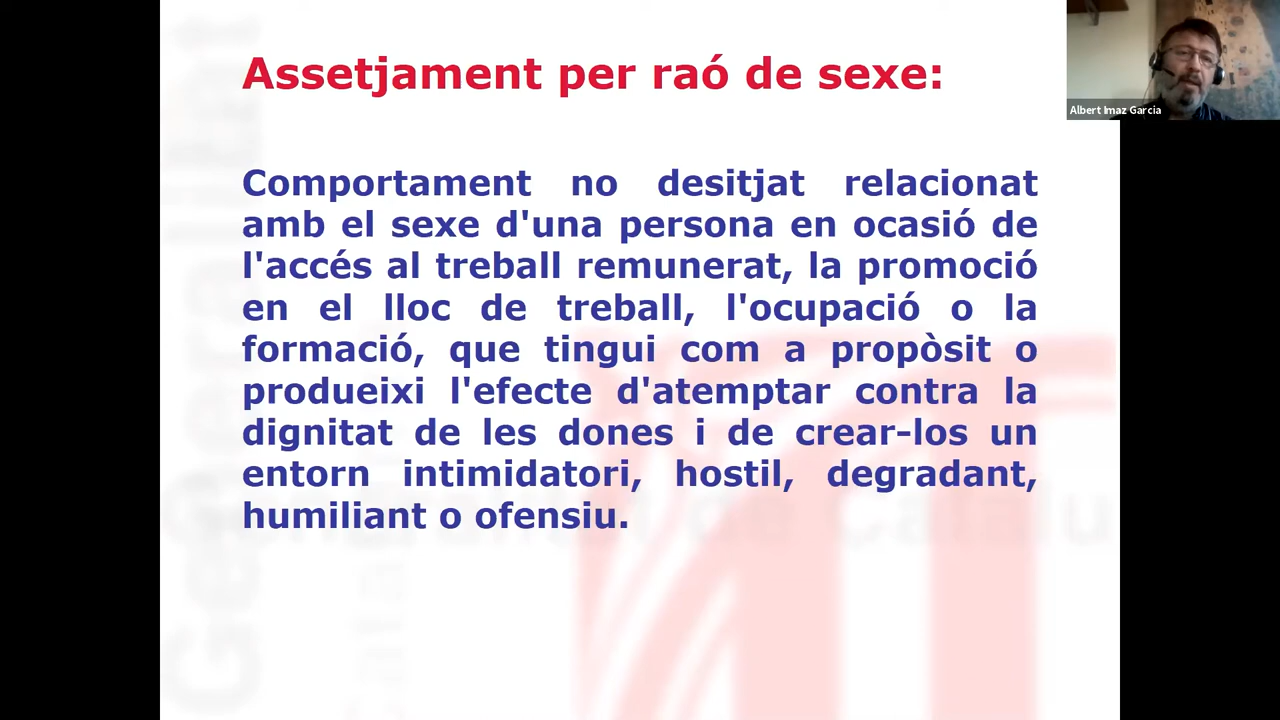 Assetjament per raó de sexe:
Albert Imaz Garcia
Comportament no desitjat relacionat
amb el sexe d'una persona en ocasió de
l'accés al treball remunerat, la promoció
en el lloc de treball, l'ocupació o la
formació, que tingui com a propòsit o
produeixi l'efecte d'atemptar contra la
dignitat de les dones i de crear-los un
entorn intimidatori, hostil, degradant,
humiliant o ofensiu.